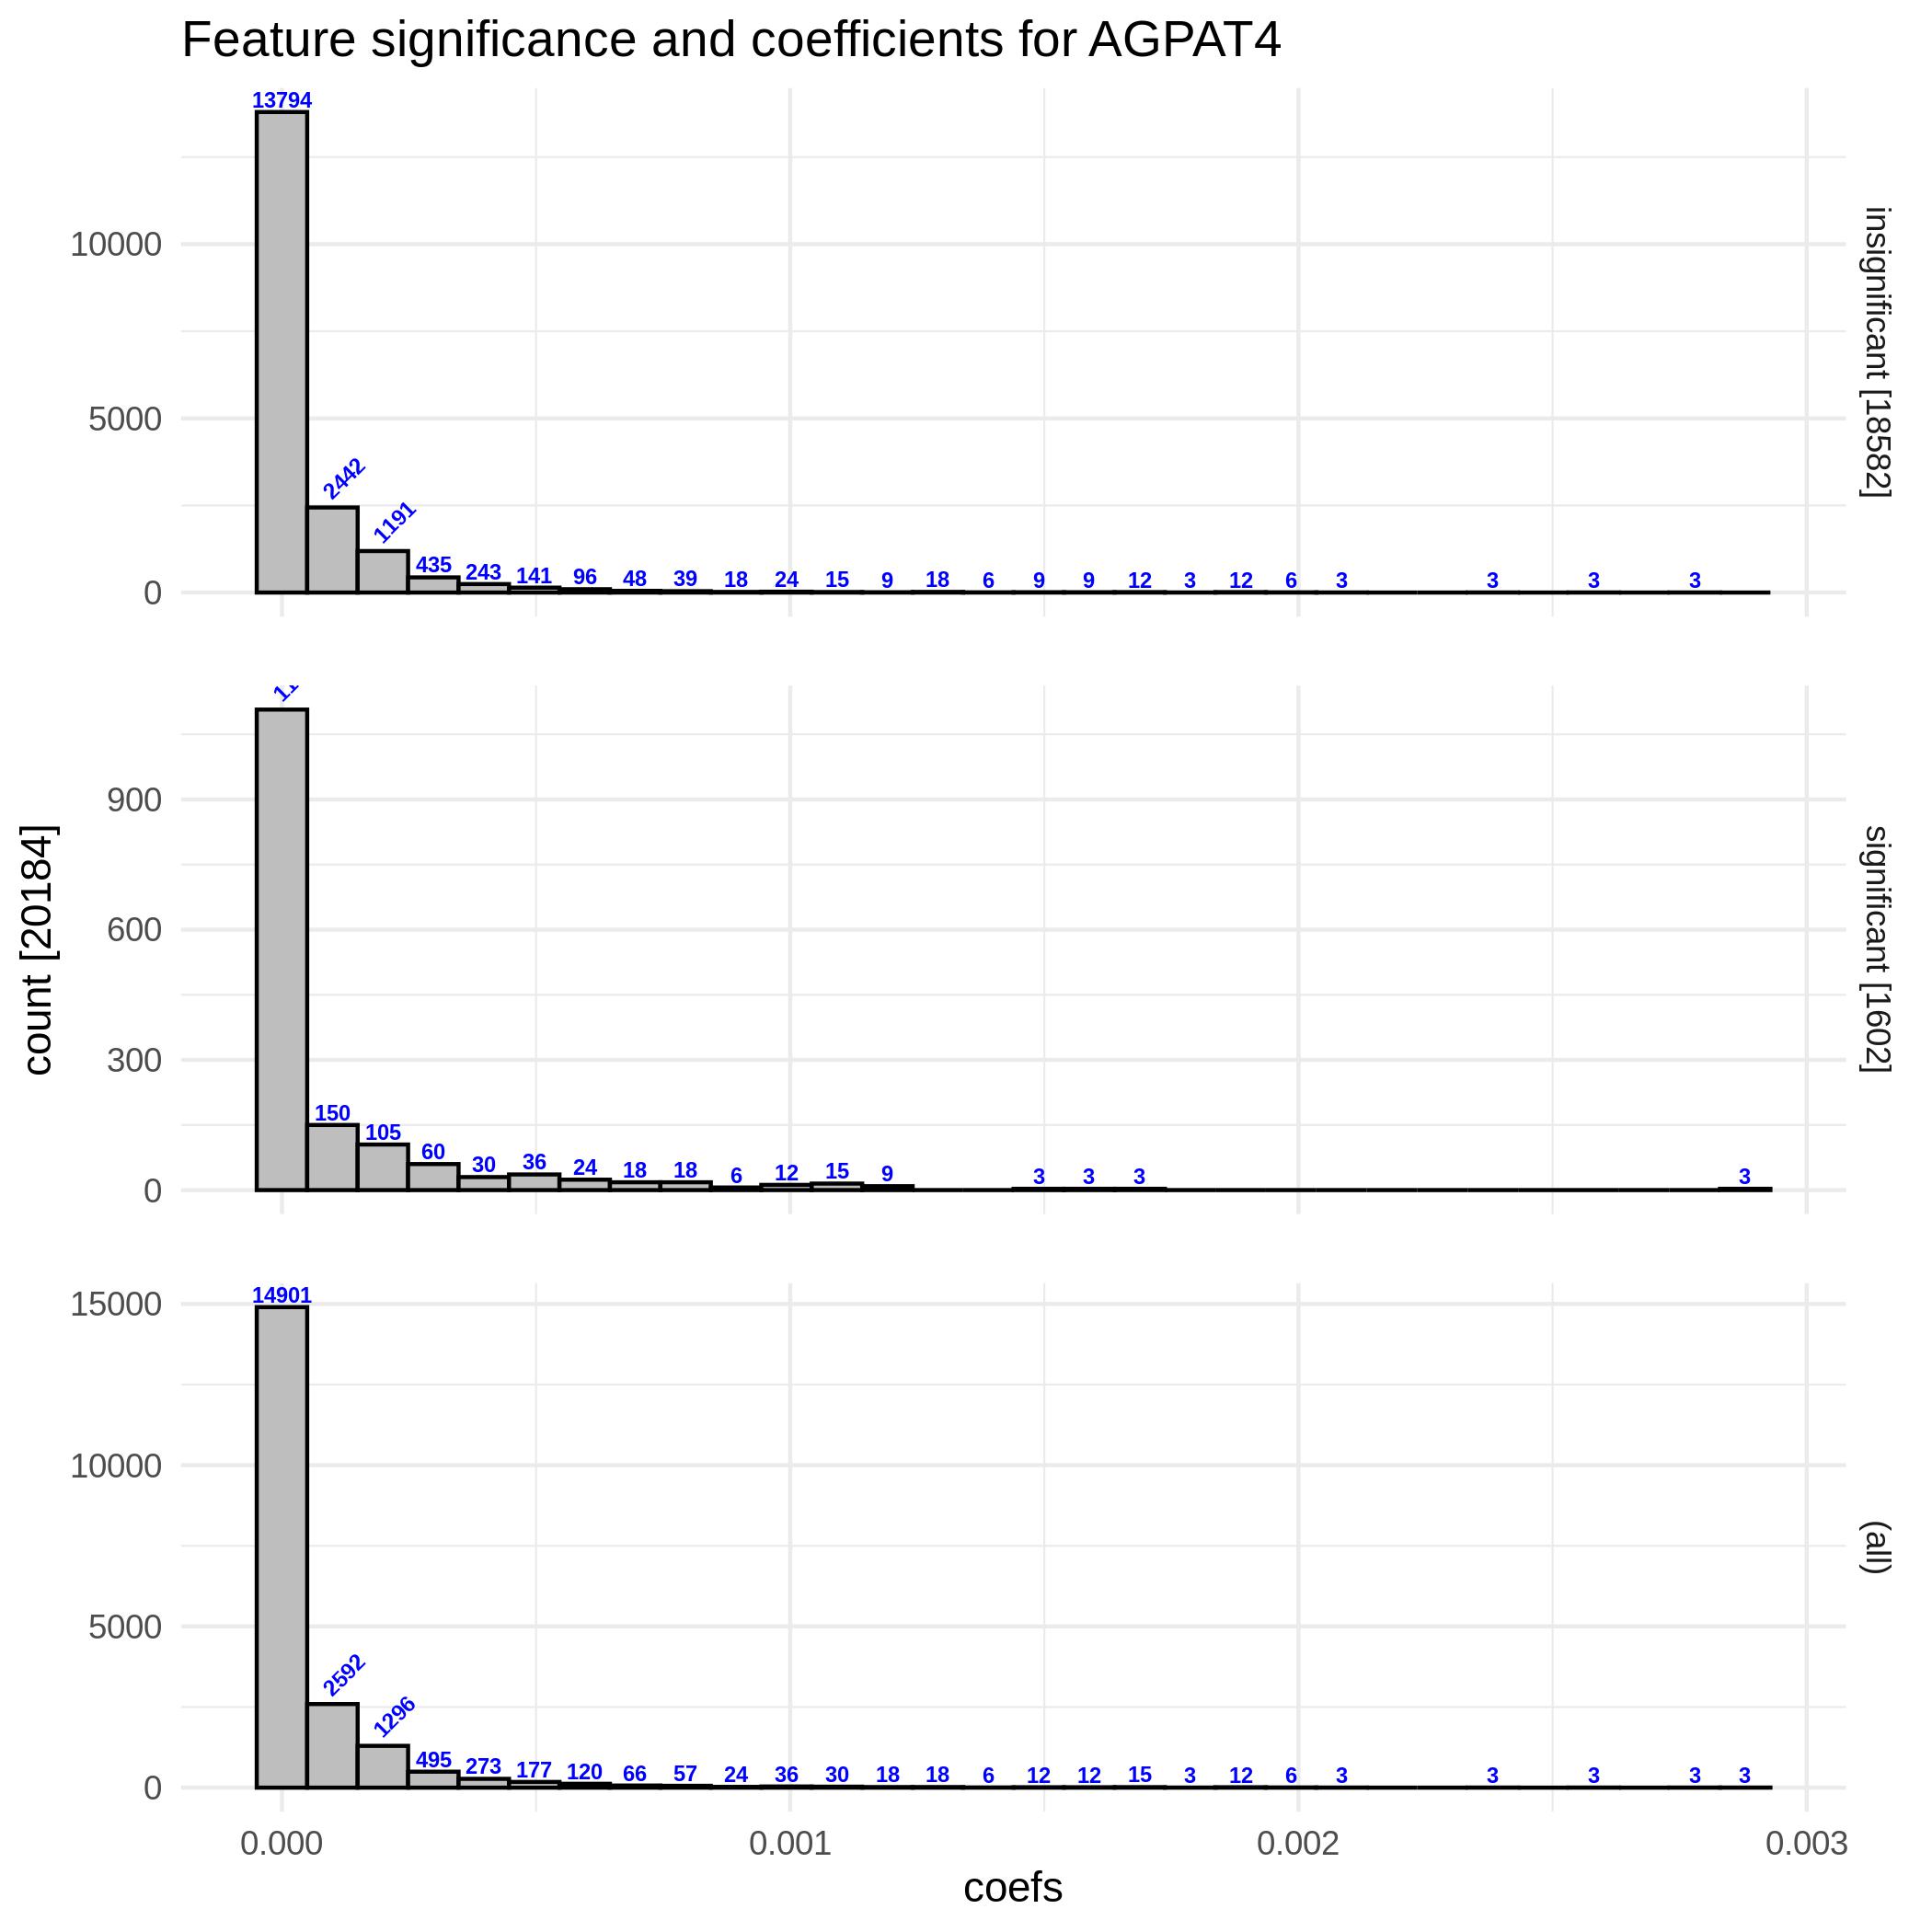 Feature significance and coefficients for AGPAT4
13794
2442
1191
435 243 141 96 48 39 18 24 15 9 18 6 9 9 12 3 12 6 3 3 3 3
10000
5000
0
insignificant [18582]
150
105
60 30 36 24 18 18 6 12 15 9 3 3 3 3
900
600
300
0
significant [1602]
count [20184]
14901
2592
1296
495 273 177 120 66 57 24 36 30 18 18 6 12 12 15 3 12 6 3 3 3 3 3
15000
10000
5000
0
(all)
0.000 0.001 0.002 0.003
coefs